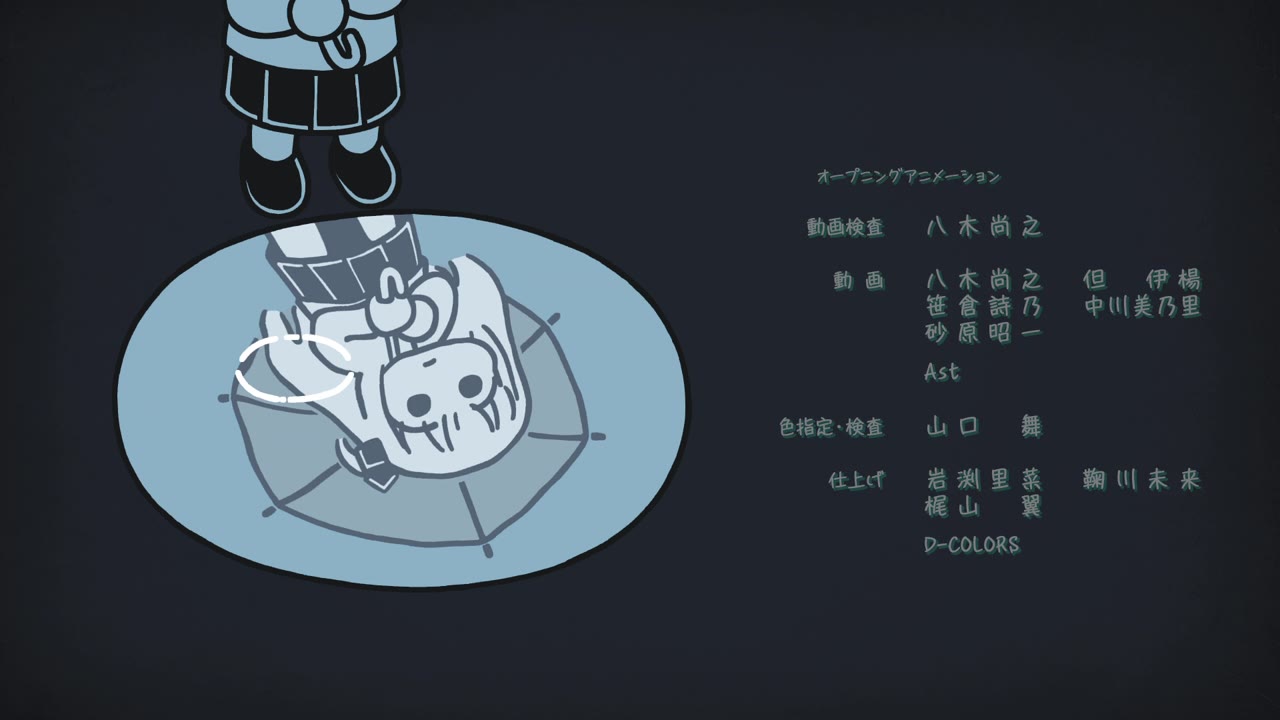 オープニングアニメーション
動画検査 八木尚之
動画 八木尚之 但 伊楊
笹倉詩乃 中川美乃里
砂原昭一
Ast
色指定・検査 山口 舞
仕上げ 岩渕里菜 鞠川未来
梶山 翼
D-COLORS